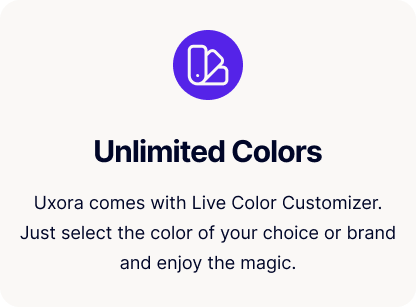 Unlimited Colors
Uxora comes with Live Color Customizer.
Just select the color of your choice or brand
and enjoy the magic.